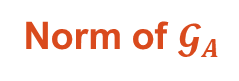 Norm of 𝒢_A